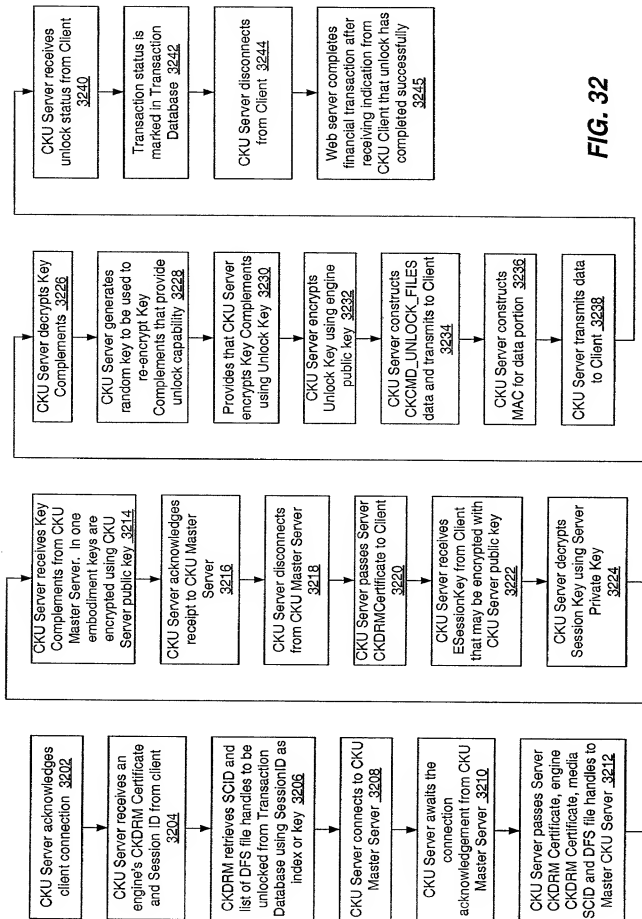 CKU Server acknowledges
client connection 3202
CKU Server receives an
engine's CKDRM Certificate
and Session ID from client
3204
CKDRM retrieves SCID and
list of DFS file handles to be
unlocked from Transaction
Database using SessionID as
index or key 3206
CKU Server connects to CKU
Master Server 3208
CKU Server awaits the
connection
acknowledgement from CKU
Master Server 3210
CKU Server passes Server
CKDRM Certificate, engine
CKDRM Certificate, media
SCID and DFS file handles to
Master CKU Server 3212
CKU Server receives Key
Complements from CKU
Master Server. In one
embodiment keys are
encrypted using CKU
Server public key 3214
CKU Server acknowledges
receipt to CKU Master
Server
3216
CKU Server disconnects
from CKU Master Server
3218
CKU Server passes Server
CKDRMCertificate to Client
3220
CKU Server receives
ESessionKey from Client
that may be encrypted with
CKU Server public key
3222
CKU Server decrypts
Session Key using Server
Private Key
3224
CKU Server decrypts Key
Complements 3226
CKU Server generates
random key to be used to
re-encrypt Key
Complements that provide
unlock capability 3228
Provides that CKU Server
encrypts Key Complements
using Unlock Key 3230
CKU Server encrypts
Unlock Key using engine
public key 3232
CKU Server constructs
CKCMD_UNLOCK_FILES
data and transmits to Client
3234
CKU Server constructs
MAC for data portion 3236
CKU Server transmits data
to Client
3238
CKU Server receives
unlock status from Client
3240
Transaction status is
marked in Transaction
Database 3242
CKU Server disconnects
from Client 3244
Web server completes
financial transaction after
receiving indication from
CKU Client that unlock has
completed successfully
3245
FIG. 32